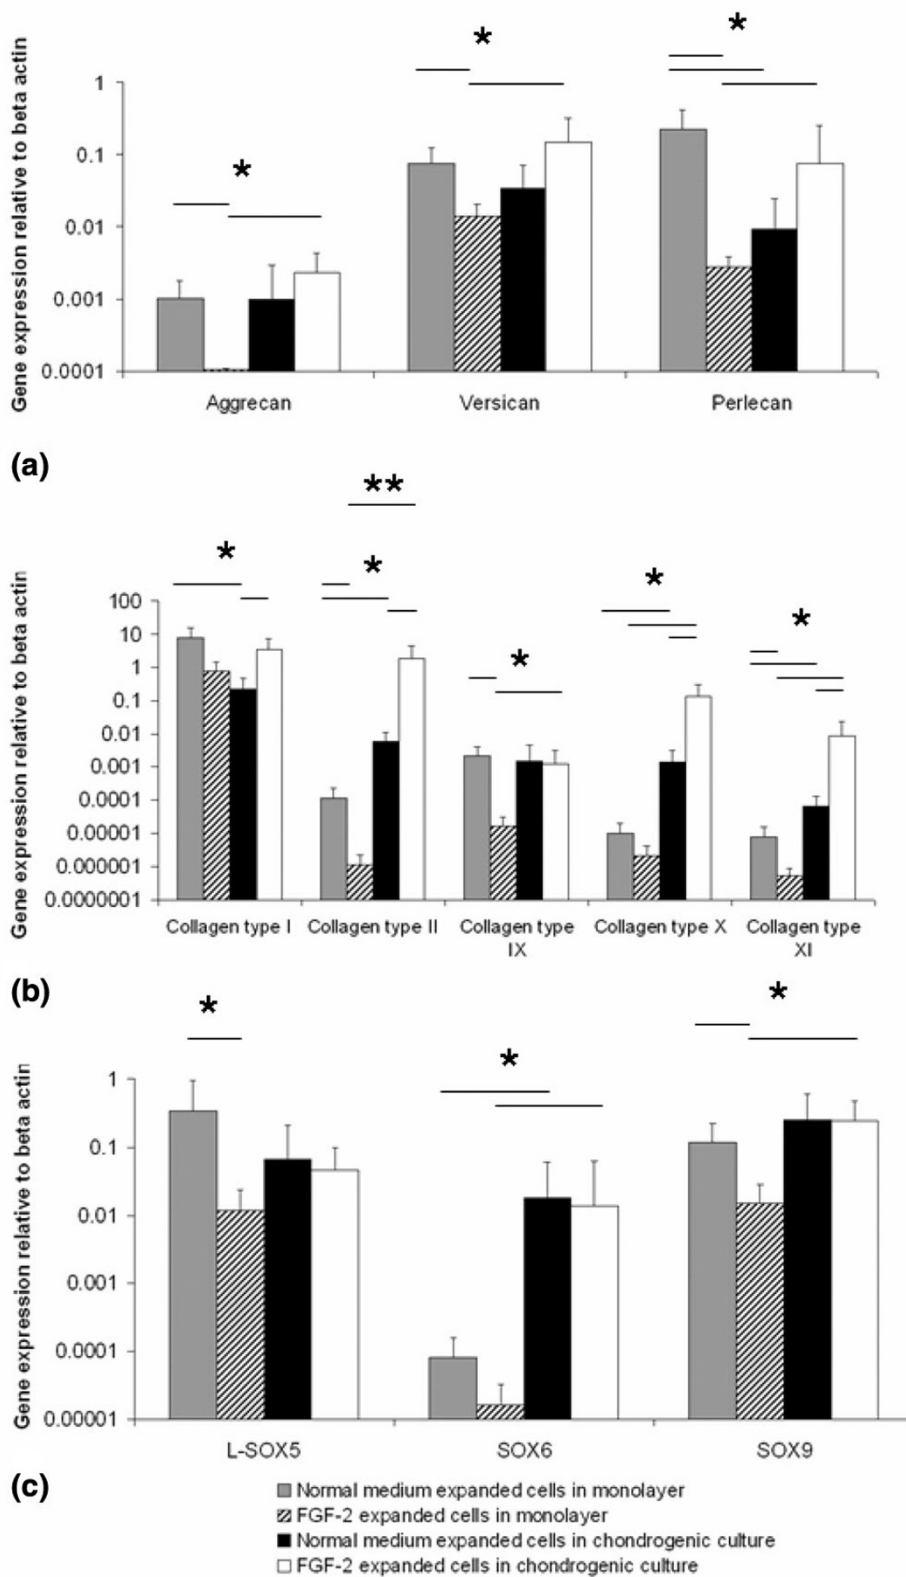 Gene expression relative to beta actin
*
*
*
1
0.1
0.01
0.001
0.0001
Aggrecan Versican Perlecan
(a)
**
*
*
*
*
*
Gene expression relative to beta actin
100
10
1
0.1
0.01
0.001
0.0001
0.00001
0.000001
0.0000001
Collagen type I Collagen type II Collagen type IX Collagen type X Collagen type XI
(b)
*
*
*
Gene expression relative to beta actin
1
0.1
0.01
0.001
0.0001
0.00001
L-SOX5 SOX6 SOX9
(c)
Normal medium expanded cells in monolayer
FGF-2 expanded cells in monolayer
Normal medium expanded cells in chondrogenic culture
FGF-2 expanded cells in chondrogenic culture